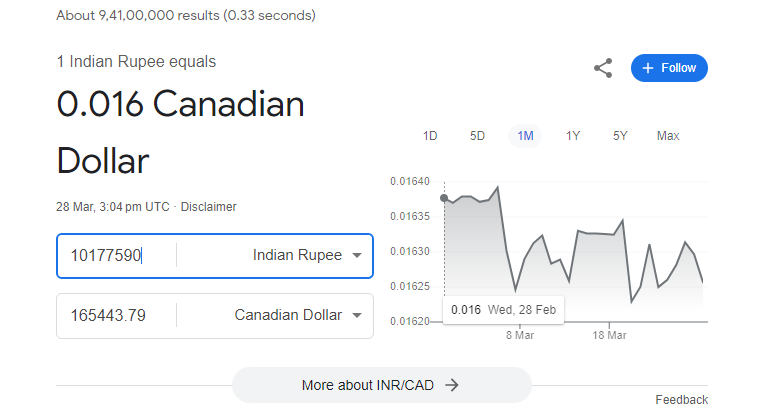 About 9,41,00,000 results (0.33 seconds)
1 Indian Rupee equals
Follow
0.016 Canadian
Dollar
28 Mar, 3:04 pm UTC · Disclaimer
10177590 Indian Rupee
165443.79 Canadian Dollar
1D 5D 1M 1Y 5Y Max
0.01640
0.01635
0.01630
0.01625
0.01620
0.016 Wed, 28 Feb
8 Mar 18 Mar
More about INR/CAD
Feedback